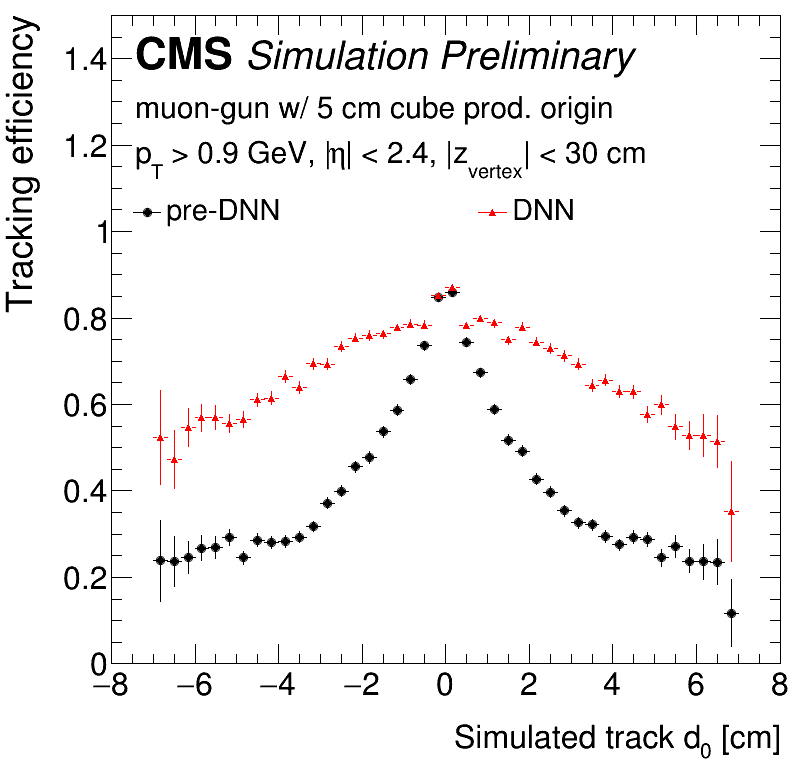 CMS Simulation Preliminary
muon-gun w/ 5 cm cube prod. origin
pT > 0.9 GeV, |η| < 2.4, |zvertex| < 30 cm
pre-DNN DNN
Tracking efficiency
1.4
1.2
1
0.8
0.6
0.4
0.2
0
−8 −6 −4 −2 0 2 4 6 8
Simulated track d0 [cm]